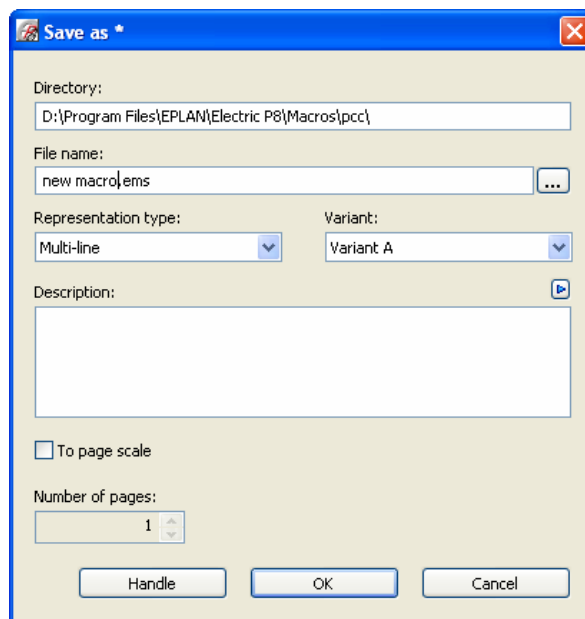 Save as *
Directory:
D:\Program Files\EPLAN\Electric P8\Macros\pcc\
File name:
new macro.ems
...
Representation type: Variant:
Multi-line Variant A
Description:
To page scale
Number of pages:
1
Handle OK Cancel